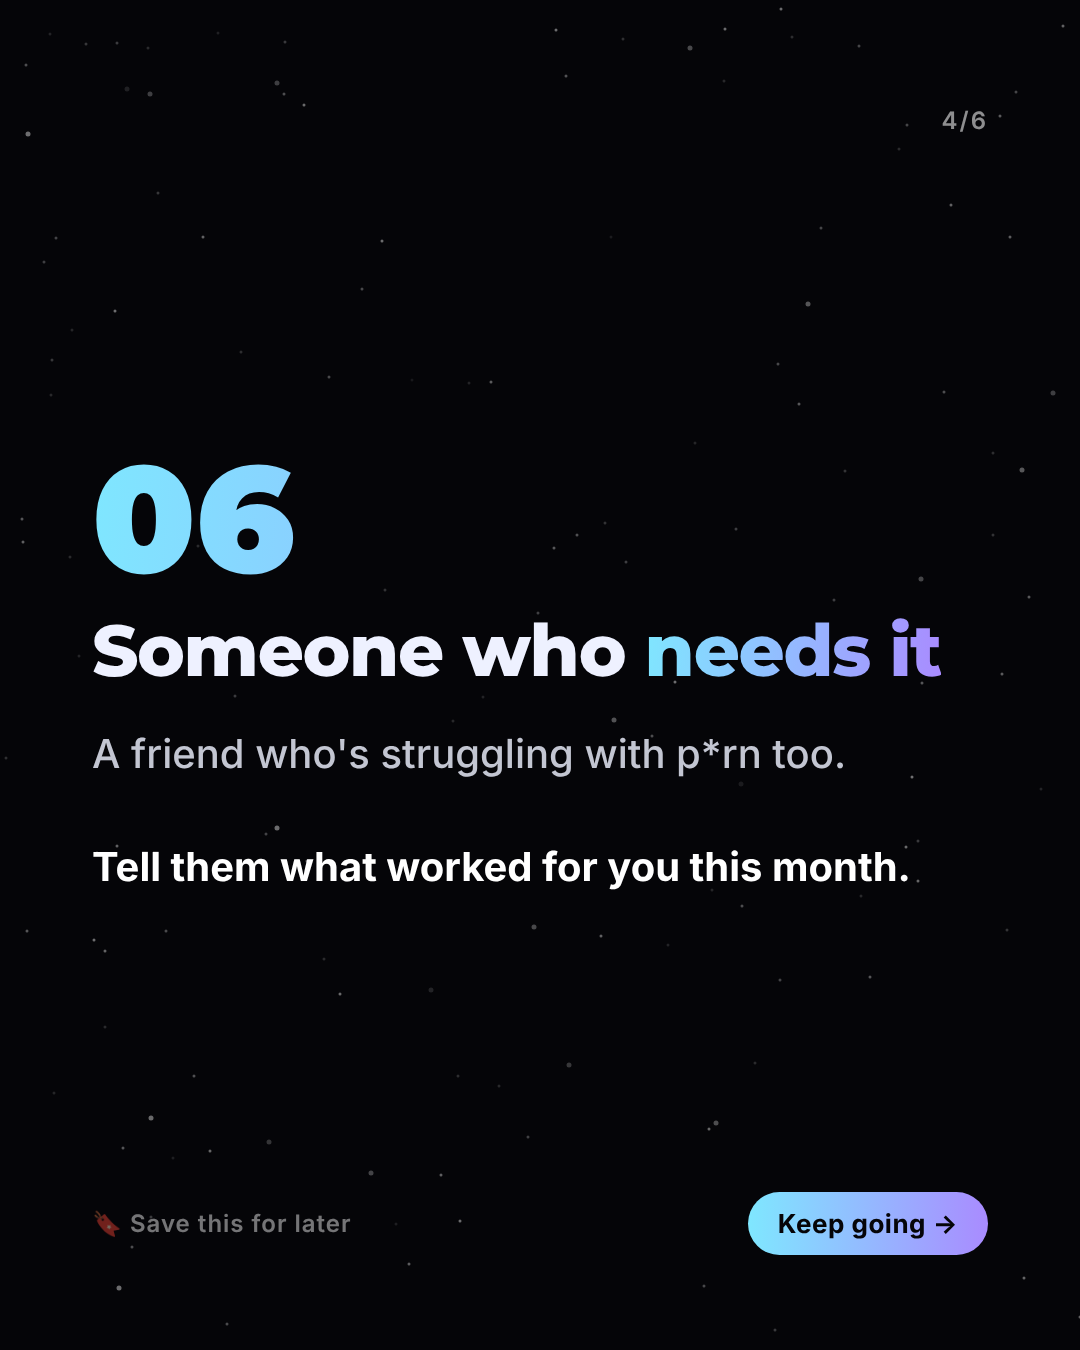 4/6
06
Someone who needs it
A friend who's struggling with p*rn too.
Tell them what worked for you this month.
🔖 Save this for later
Keep going →